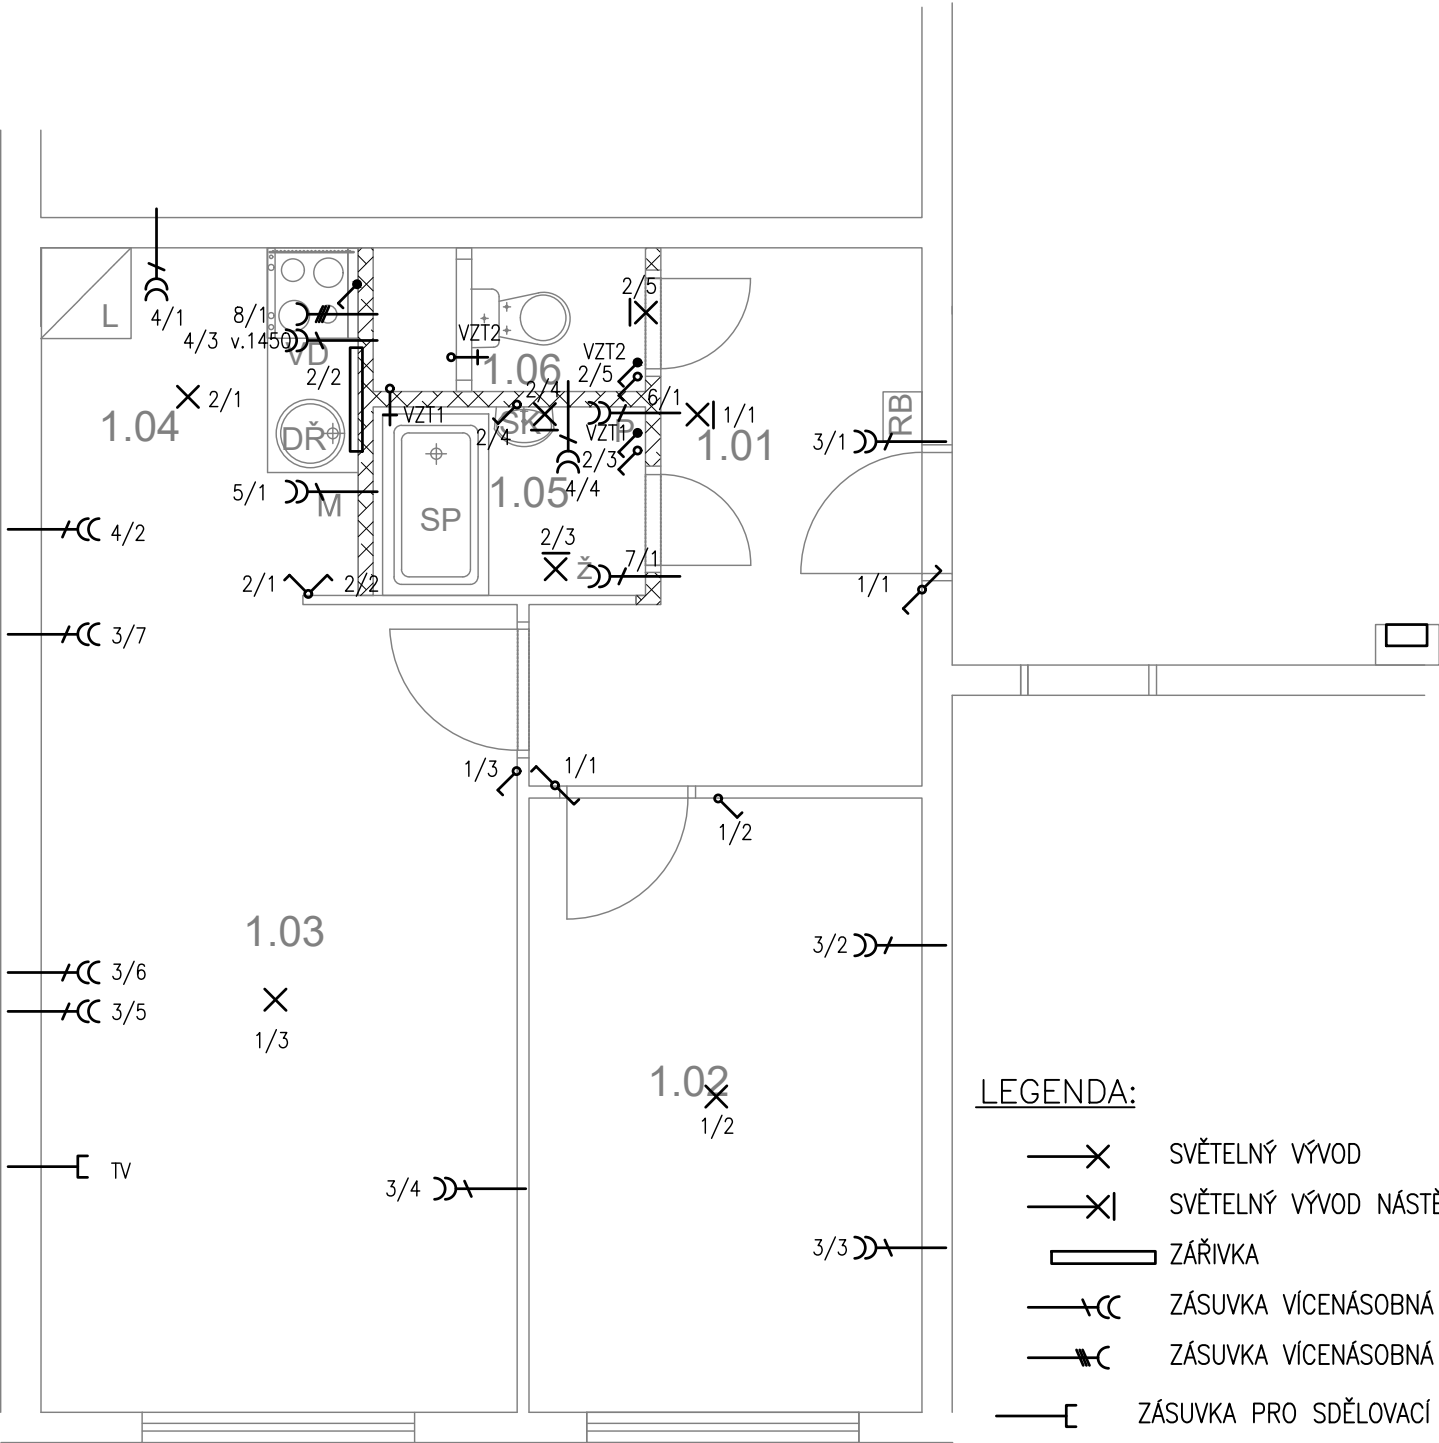 2/5
L
4/1
8/1
VZT2
4/3 v.1450
VD
VZT2
1.06
2/2
2/5
2/4
6/1
2/1
1.04
VZT1
SK
P
1/1
RB
DŘ
2/4
VZT1
1.01
3/1
2/3
5/1
M
1.05
4/4
SP
4/2
2/3
Ž
7/1
2/1
2/2
1/1
3/7
1/3
1/1
1/2
1.03
3/2
3/6
3/5
1/3
1.02
1/2
LEGENDA:
SVĚTELNÝ VÝVOD
TV
3/4
SVĚTELNÝ VÝVOD NÁSTĚ
3/3
ZÁŘIVKA
ZÁSUVKA VÍCENÁSOBNÁ
ZÁSUVKA VÍCENÁSOBNÁ
ZÁSUVKA PRO SDĚLOVACÍ